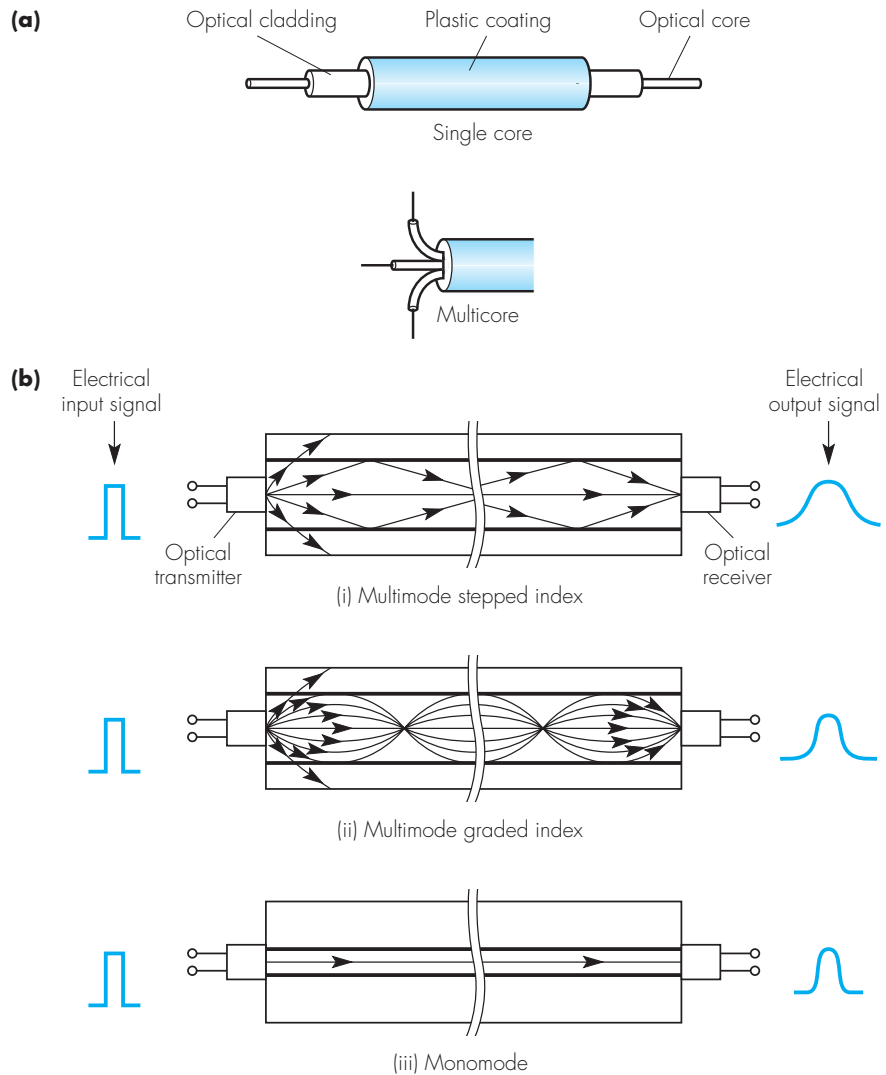 (a)
Optical cladding
Plastic coating
Optical core
Single core
Multicore
(b)
Electrical
input signal
Electrical
output signal
Optical
transmitter
Optical
receiver
(i) Multimode stepped index
(ii) Multimode graded index
(iii) Monomode